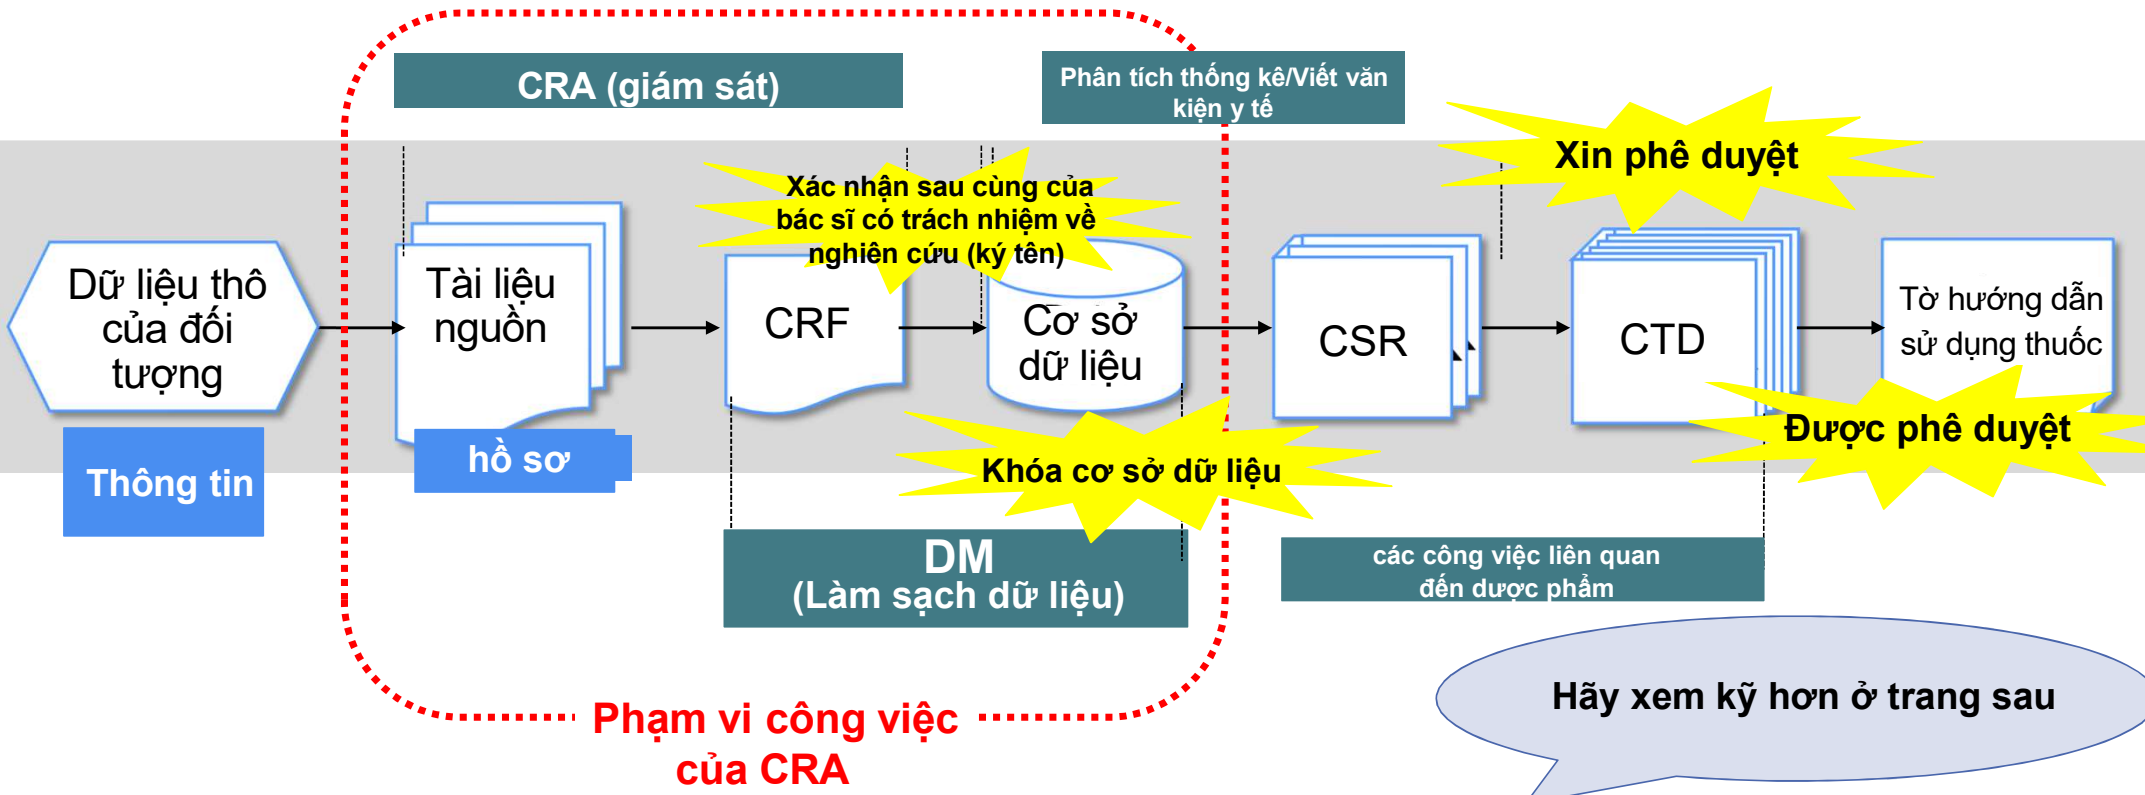 CRA (giám sát)
Phân tích thống kê/Viết văn
kiện y tế
Xin phê duyệt
Xác nhận sau cùng của
bác sĩ có trách nhiệm về
nghiên cứu (ký tên)
Dữ liệu thô
của đối
tượng
Tài liệu
nguồn
CRF
Cơ sở
dữ liệu
CSR
CTD
Tờ hướng dẫn
sử dụng thuốc
Thông tin
hồ sơ
Khóa cơ sở dữ liệu
Được phê duyệt
DM
(Làm sạch dữ liệu)
các công việc liên quan
đến dược phẩm
Phạm vi công việc
của CRA
Hãy xem kỹ hơn ở trang sau